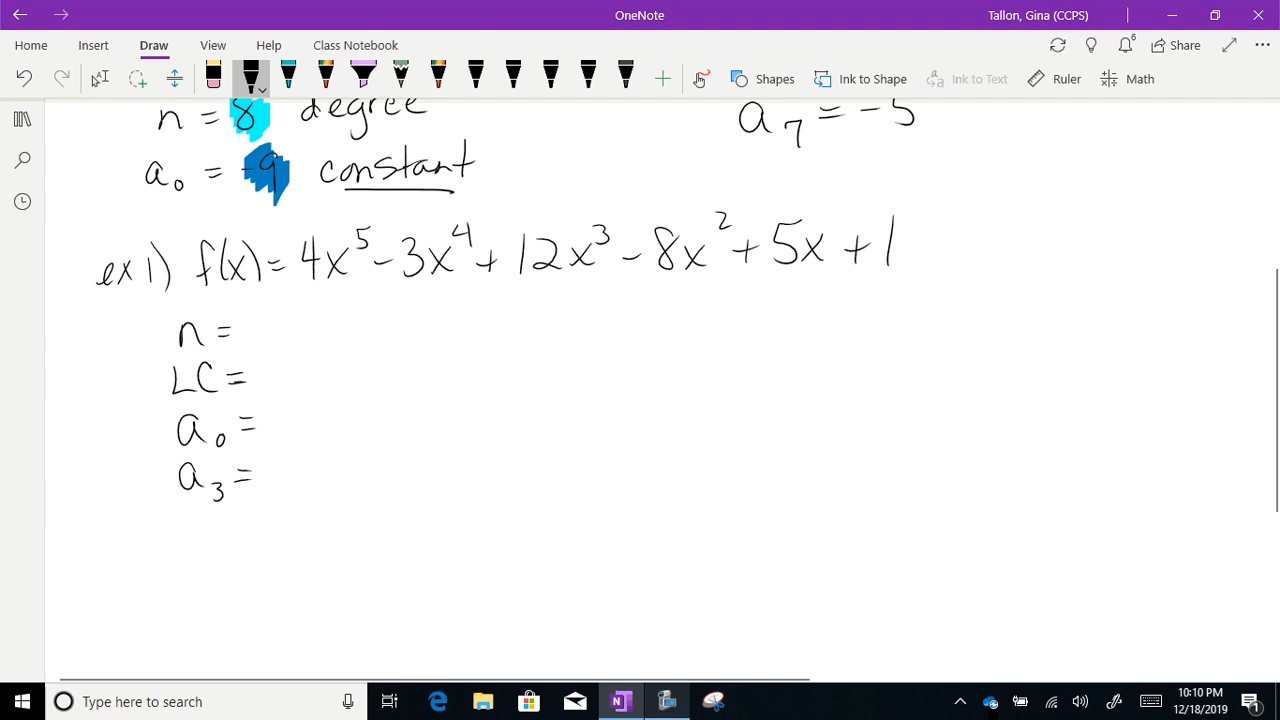 OneNote
Tallon, Gina (CCPS)
Home Insert Draw View Help Class Notebook
6
Share
Shapes Ink to Shape Ink to Text Ruler Math
n = 8 degree
a₇ = -5
a₀ = -9 constant
ex 1) f(x) = 4x⁵ - 3x⁴ + 12x³ - 8x² + 5x + 1
n =
LC =
a₀ =
a₃ =
Type here to search
10:10 PM
12/18/2019
1